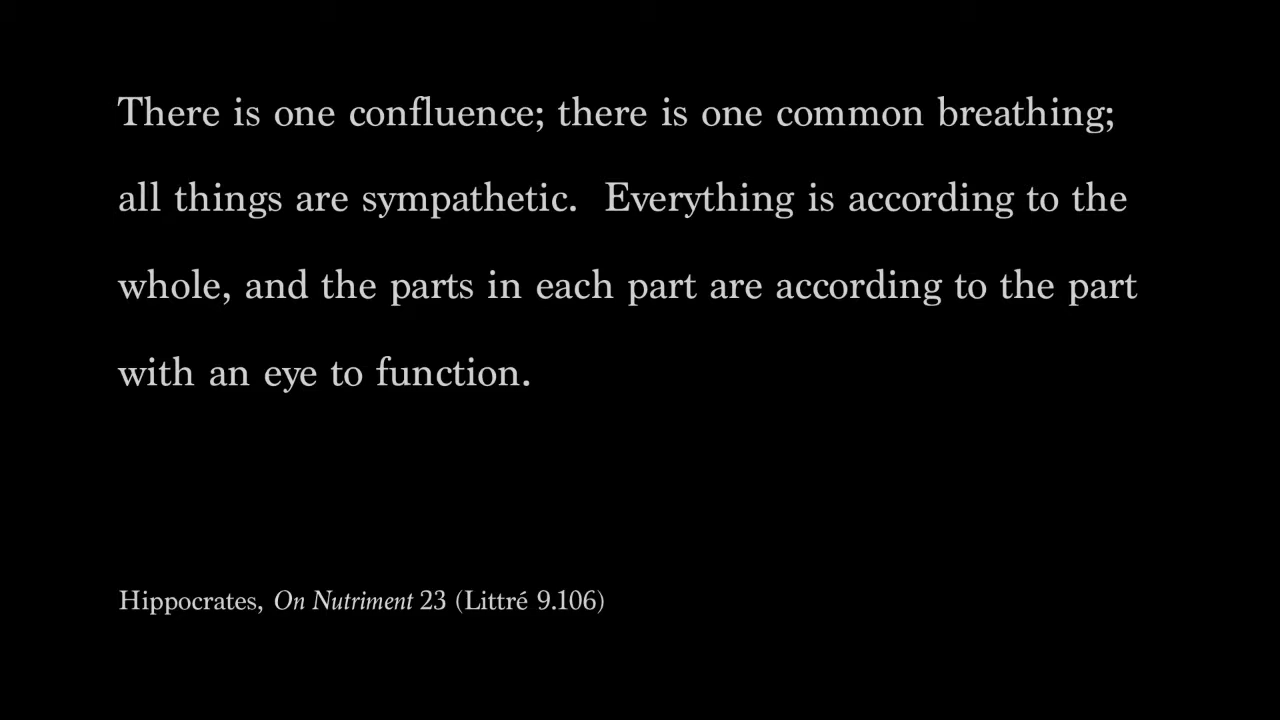 There is one confluence; there is one common breathing;
all things are sympathetic.  Everything is according to the
whole, and the parts in each part are according to the part
with an eye to function.
Hippocrates, On Nutriment 23 (Littré 9.106)